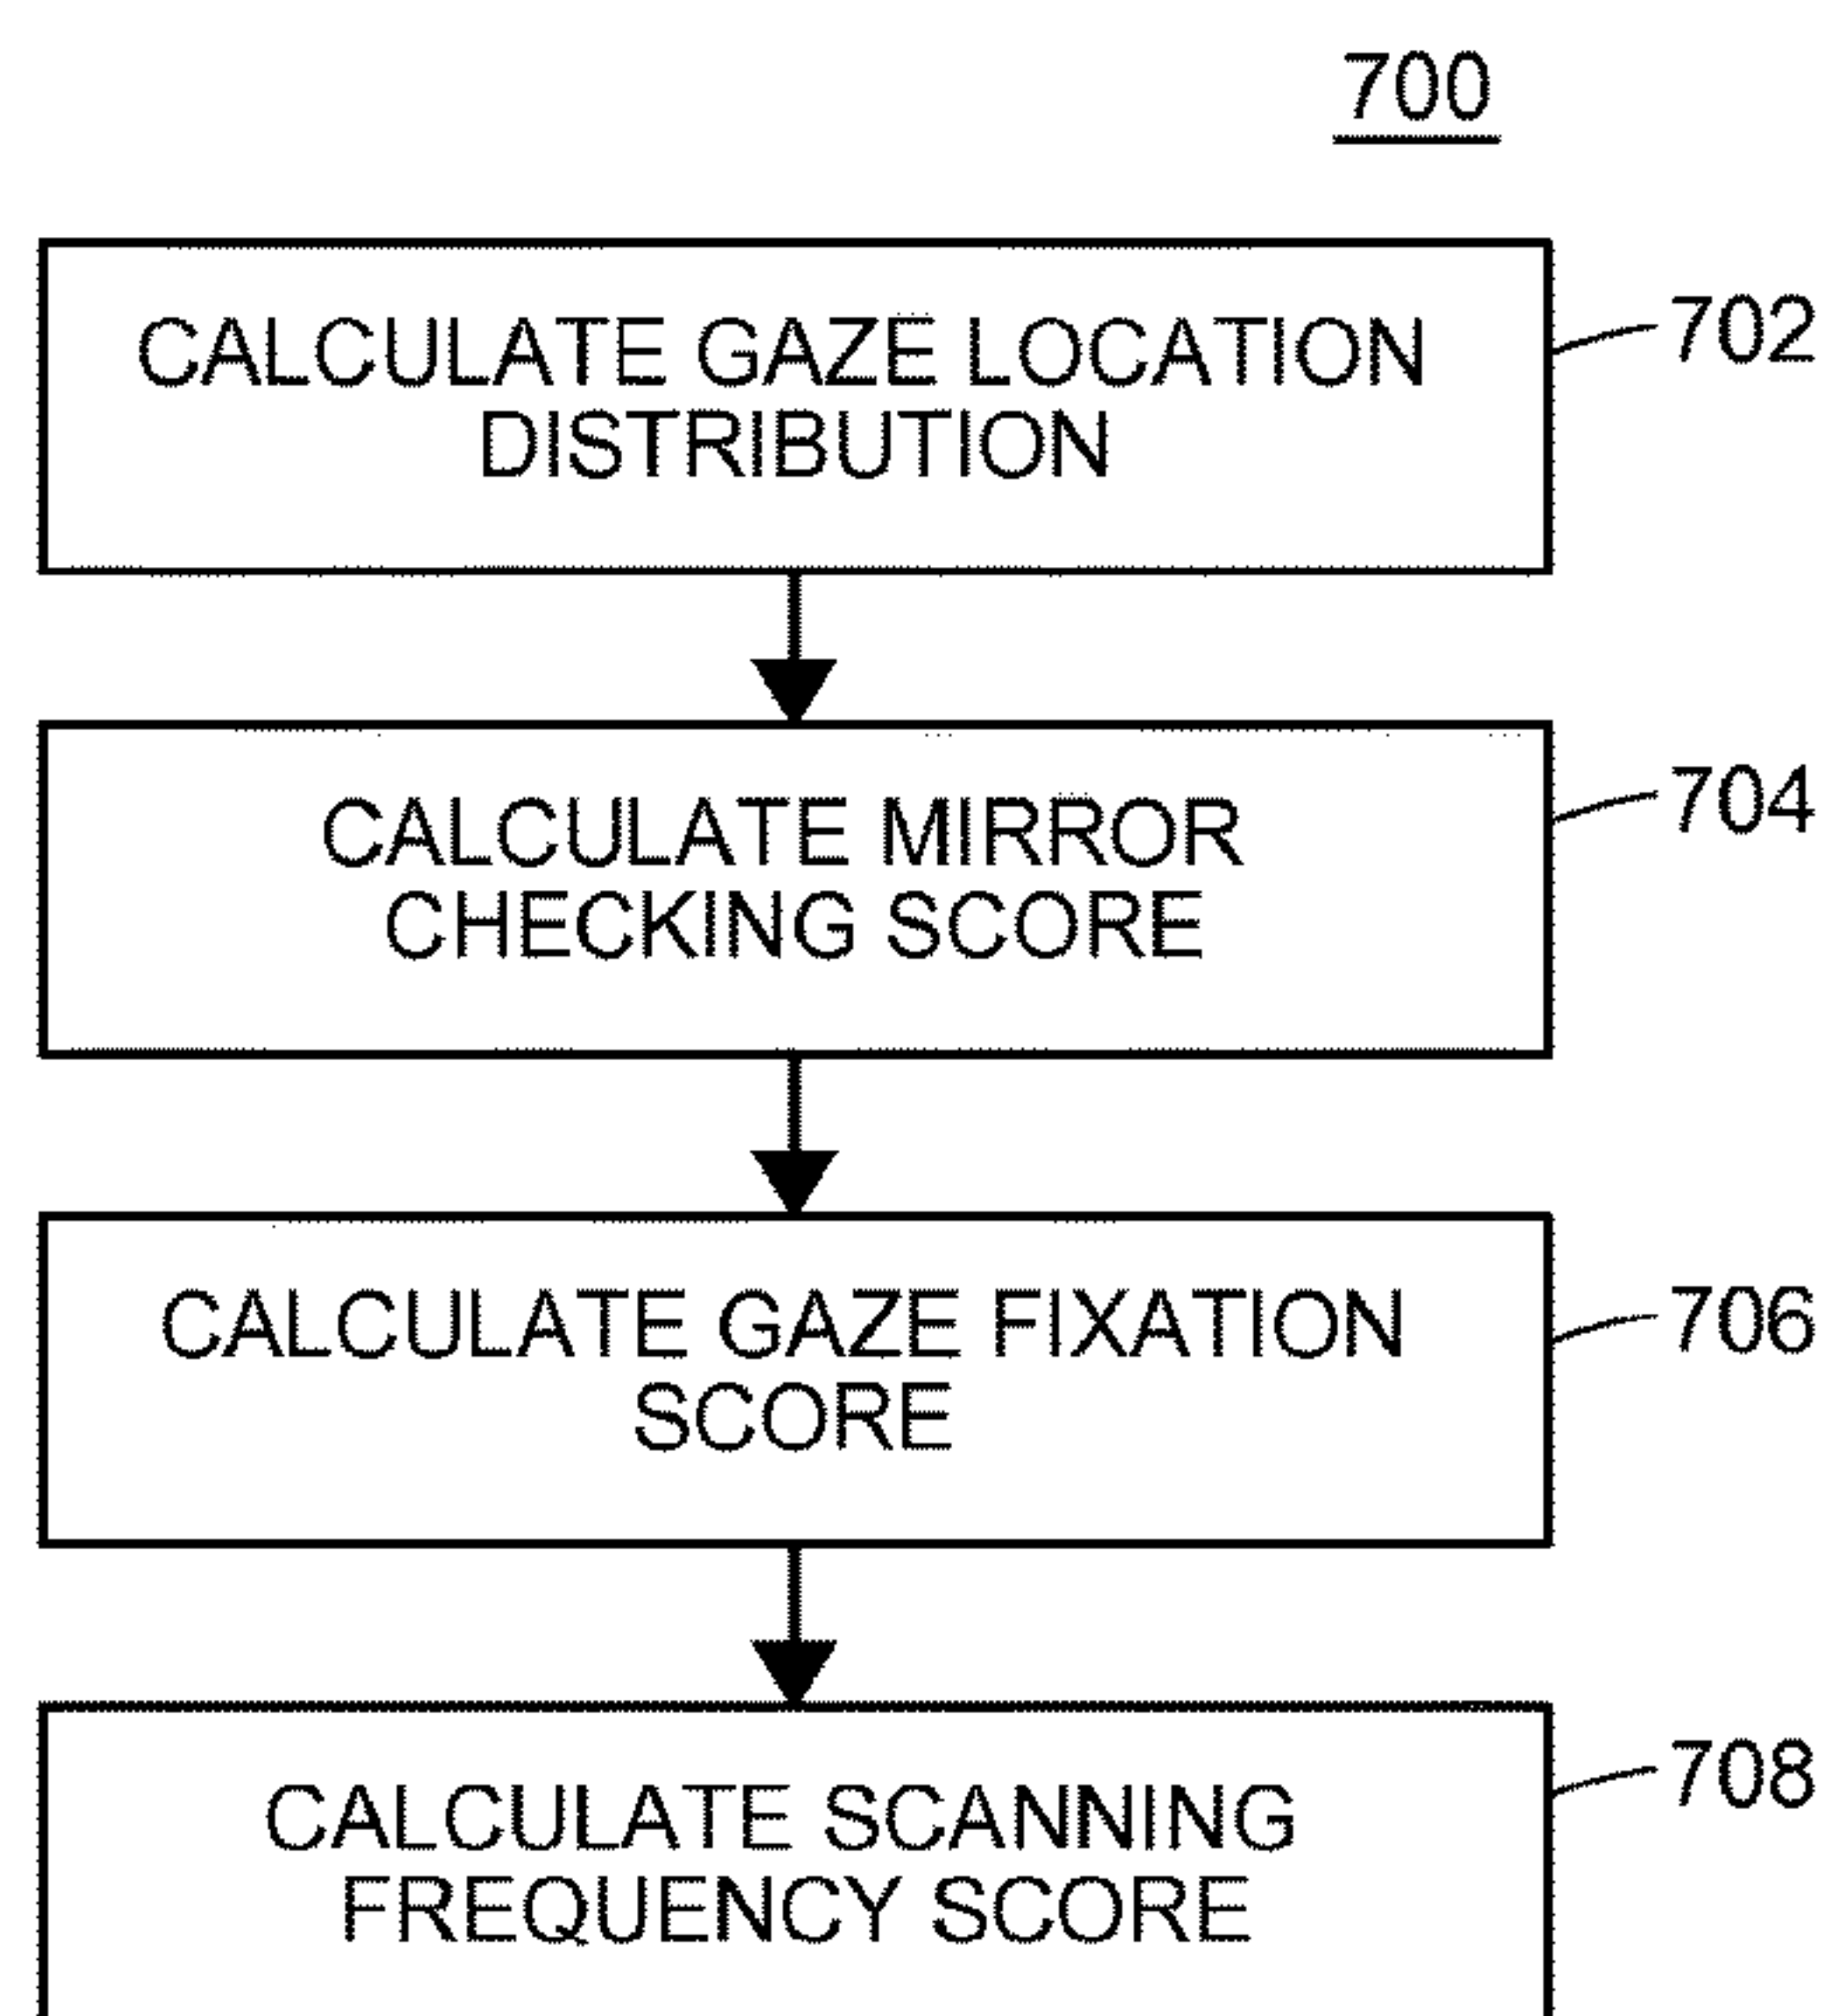 700
CALCULATE GAZE LOCATION
DISTRIBUTION
702
CALCULATE MIRROR
CHECKING SCORE
704
CALCULATE GAZE FIXATION
SCORE
706
CALCULATE SCANNING
FREQUENCY SCORE
708